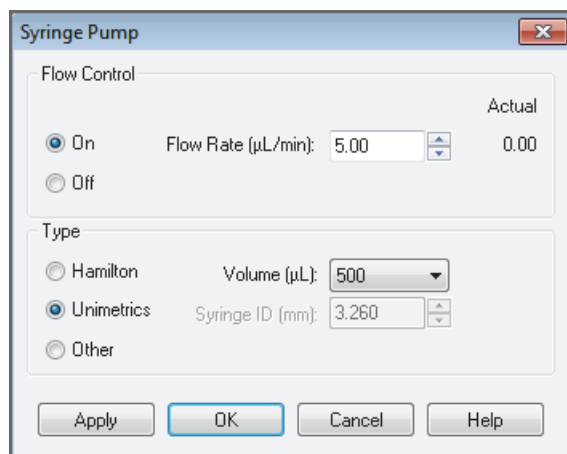 Syringe Pump
Flow Control
Actual
On Flow Rate (µL/min): 5.00 0.00
Off
Type
Hamilton Volume (µL): 500
Unimetrics Syringe ID (mm): 3.260
Other
Apply OK Cancel Help